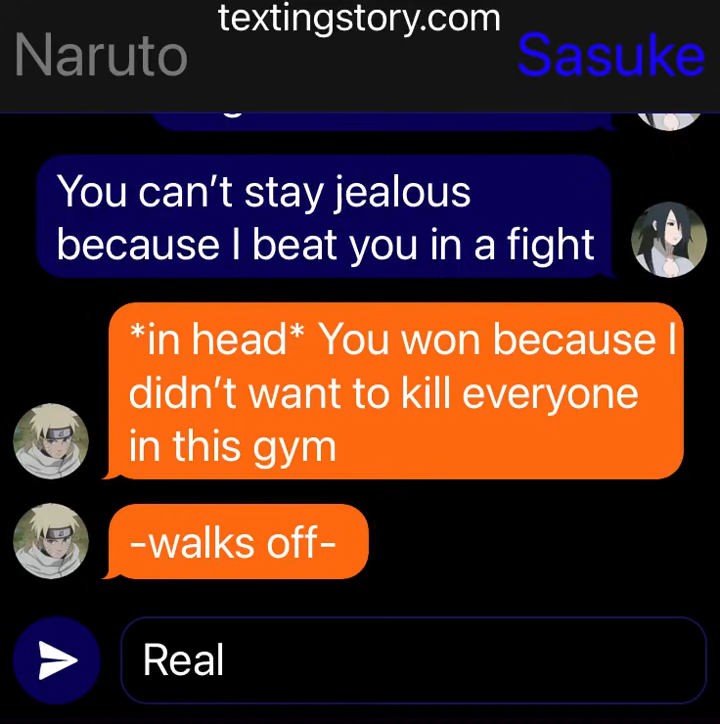 textingstory.com
Naruto
Sasuke
You can’t stay jealous
because I beat you in a fight
*in head* You won because I
didn’t want to kill everyone
in this gym
-walks off-
Real